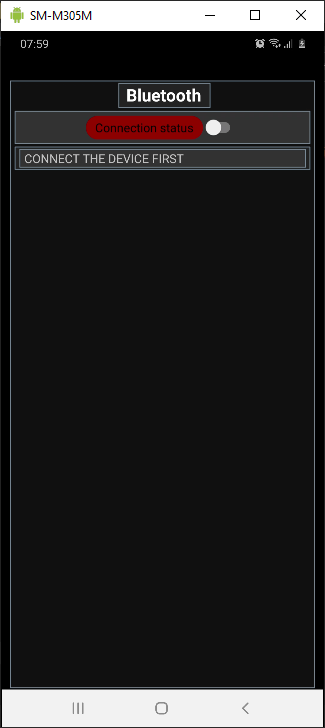 SM-M305M
07:59
Bluetooth
Connection status
CONNECT THE DEVICE FIRST